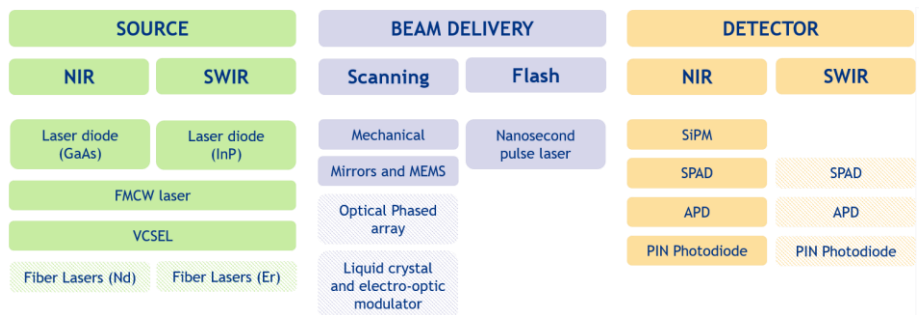 SOURCE
BEAM DELIVERY
DETECTOR
NIR
SWIR
Scanning
Flash
NIR
SWIR
Laser diode
(GaAs)
Laser diode
(InP)
FMCW laser
VCSEL
Fiber Lasers (Nd)
Fiber Lasers (Er)
Mechanical
Mirrors and MEMS
Optical Phased
array
Liquid crystal
and electro-optic
modulator
Nanosecond
pulse laser
SiPM
SPAD
SPAD
APD
APD
PIN Photodiode
PIN Photodiode